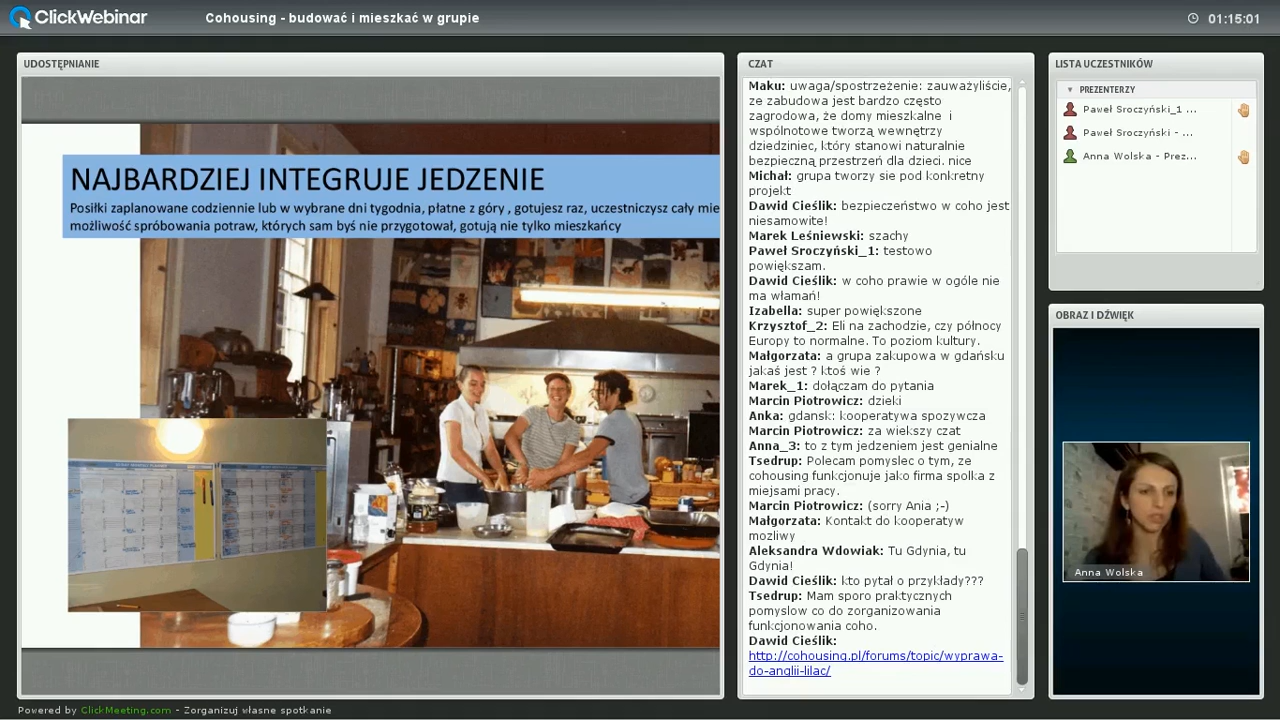 ClickWebinar
Cohousing - budować i mieszkać w grupie
01:15:01
UDOSTĘPNIANIE
NAJBARDZIEJ INTEGRUJE JEDZENIE
Posiłki zaplanowane codziennie lub w wybrane dni tygodnia, płatne z góry , gotujesz raz, uczestniczysz cały mie
możliwość spróbowania potraw, których sam byś nie przygotował, gotują nie tylko mieszkańcy
CZAT
Maku: uwaga/spostrzeżenie: zauważyliście,
ze zabudowa jest bardzo często
zagrodowa, że domy mieszkalne i
wspólnotowe tworzą wewnętrzy
dziedziniec, który stanowi naturalnie
bezpieczną przestrzeń dla dzieci. nice
Michał: grupa tworzy sie pod konkretny
projekt
Dawid Cieślik: bezpieczeństwo w coho jest
niesamowite!
Marek Leśniewski: szachy
Paweł Sroczyński_1: testowo
powiększam.
Dawid Cieślik: w coho prawie w ogóle nie
ma włamań!
Izabella: super powiększone
Krzysztof_2: Eli na zachodzie, czy północy
Europy to normalne. To poziom kultury.
Małgorzata: a grupa zakupowa w gdańsku
jakaś jest ? ktoś wie ?
Marek_1: dołączam do pytania
Marcin Piotrowicz: dzieki
Anka: gdansk: kooperatywa spozywcza
Marcin Piotrowicz: za wiekszy czat
Anna_3: to z tym jedzeniem jest genialne
Tsedrup: Polecam pomyslec o tym, ze
cohousing funkcjonuje jako firma spolka z
miejsami pracy.
Marcin Piotrowicz: (sorry Ania ;-)
Małgorzata: Kontakt do kooperatyw
mozliwy
Aleksandra Wdowiak: Tu Gdynia, tu
Gdynia!
Dawid Cieślik: kto pytał o przykłady???
Tsedrup: Mam sporo praktycznych
pomyslow co do zorganizowania
funkcjonowania coho.
Dawid Cieślik:
http://cohousing.pl/forums/topic/wyprawa-
do-anglii-lilac/
LISTA UCZESTNIKÓW
PREZENTERZY
Paweł Sroczyński_1 ...
Paweł Sroczyński - ...
Anna Wolska - Prez...
OBRAZ I DŹWIĘK
Anna Wolska
Powered by ClickMeeting.com - Zorganizuj własne spotkanie